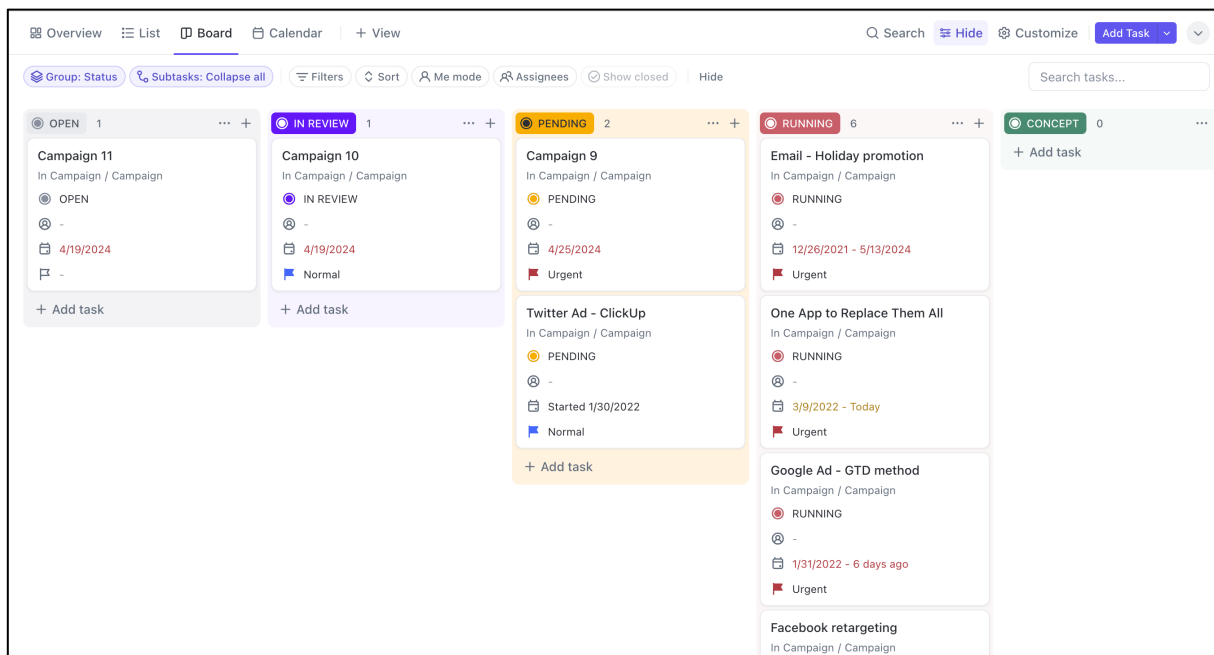 Overview List Board Calendar + View Search Hide Customize Add Task
Group: Status Subtasks: Collapse all Filters Sort Me mode Assignees Show closed Hide Search tasks...
OPEN 1 ... +
Campaign 11
In Campaign / Campaign
OPEN
-
4/19/2024
-
+ Add task
IN REVIEW 1 ... +
Campaign 10
In Campaign / Campaign
IN REVIEW
-
4/19/2024
Normal
+ Add task
PENDING 2 ... +
Campaign 9
In Campaign / Campaign
PENDING
-
4/25/2024
Urgent
Twitter Ad - ClickUp
In Campaign / Campaign
PENDING
-
Started 1/30/2022
Normal
+ Add task
RUNNING 6 ... +
Email - Holiday promotion
In Campaign / Campaign
RUNNING
-
12/26/2021 - 5/13/2024
Urgent
One App to Replace Them All
In Campaign / Campaign
RUNNING
-
3/9/2022 - Today
Urgent
Google Ad - GTD method
In Campaign / Campaign
RUNNING
-
1/31/2022 - 6 days ago
Urgent
Facebook retargeting
In Campaign / Campaign
CONCEPT 0 ...
+ Add task